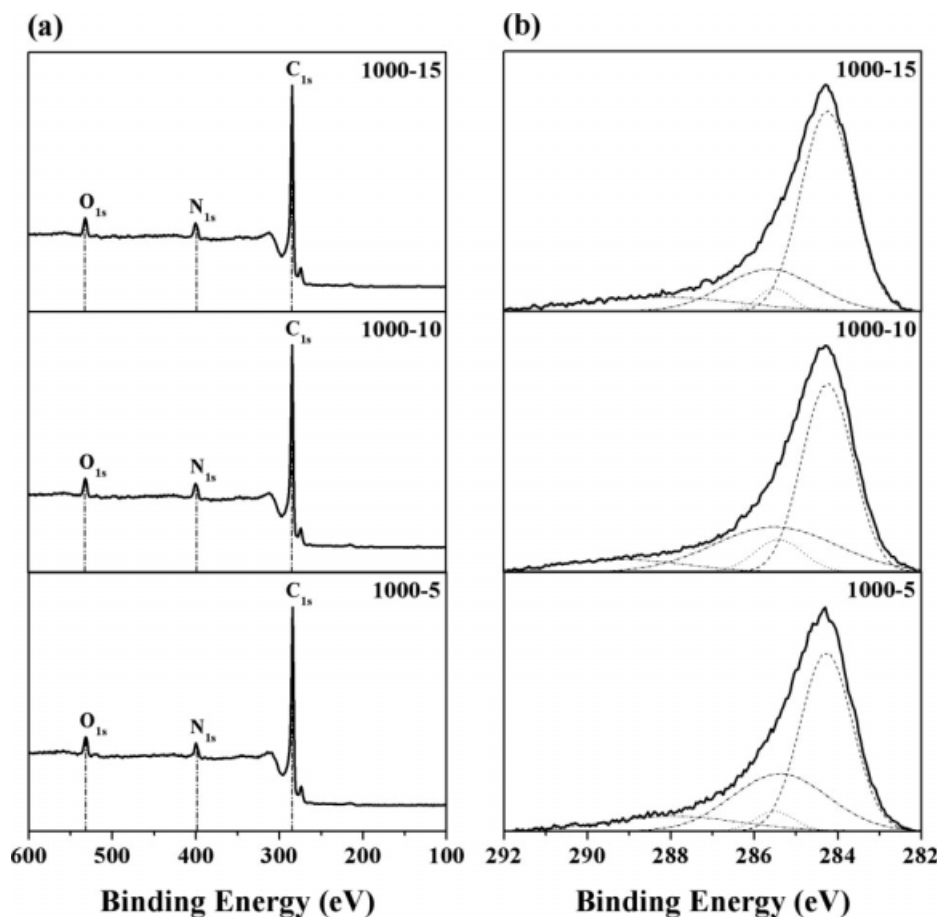 (a)
C1s
1000-15
O1s
N1s
C1s
1000-10
O1s
N1s
C1s
1000-5
O1s
N1s
600 500 400 300 200 100
Binding Energy (eV)
(b)
1000-15
1000-10
1000-5
292 290 288 286 284 282
Binding Energy (eV)